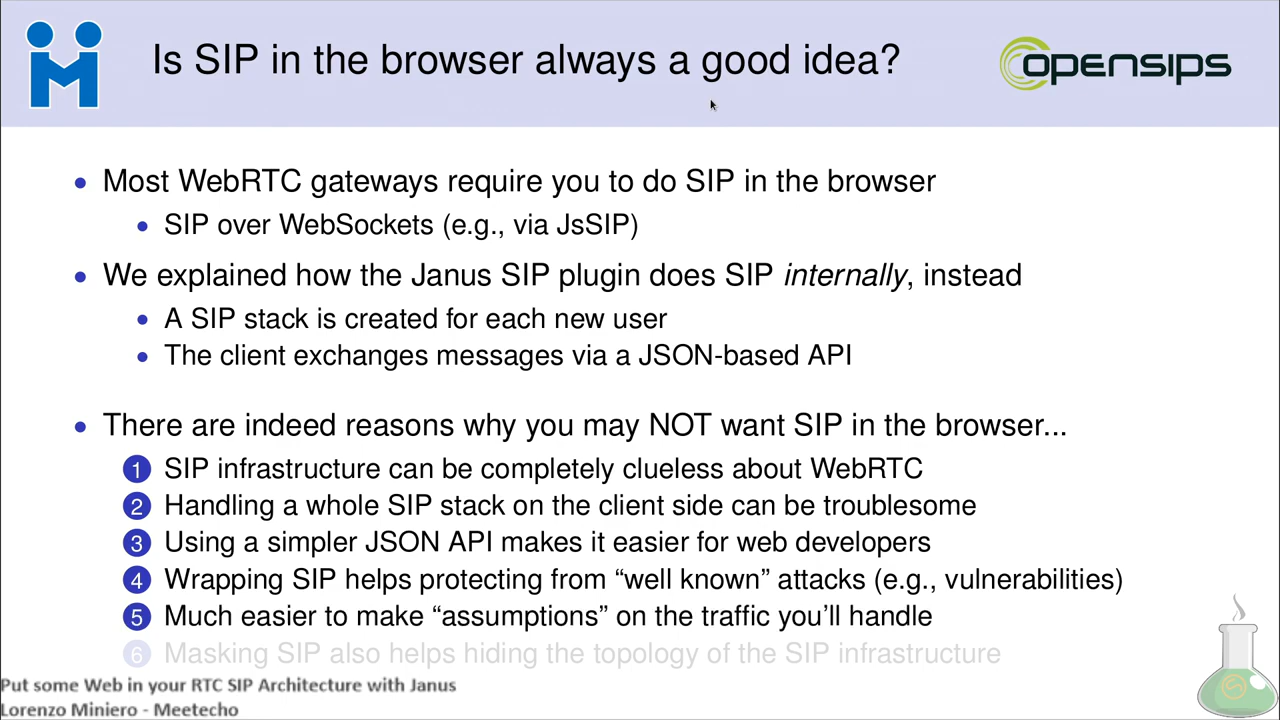 Is SIP in the browser always a good idea?
OPENSIPS
• Most WebRTC gateways require you to do SIP in the browser
• SIP over WebSockets (e.g., via JsSIP)
• We explained how the Janus SIP plugin does SIP internally, instead
• A SIP stack is created for each new user
• The client exchanges messages via a JSON-based API
• There are indeed reasons why you may NOT want SIP in the browser...
1 SIP infrastructure can be completely clueless about WebRTC
2 Handling a whole SIP stack on the client side can be troublesome
3 Using a simpler JSON API makes it easier for web developers
4 Wrapping SIP helps protecting from “well known” attacks (e.g., vulnerabilities)
5 Much easier to make “assumptions” on the traffic you’ll handle
6 Masking SIP also helps hiding the topology of the SIP infrastructure
Put some Web in your RTC SIP Architecture with Janus
Lorenzo Miniero - Meetecho